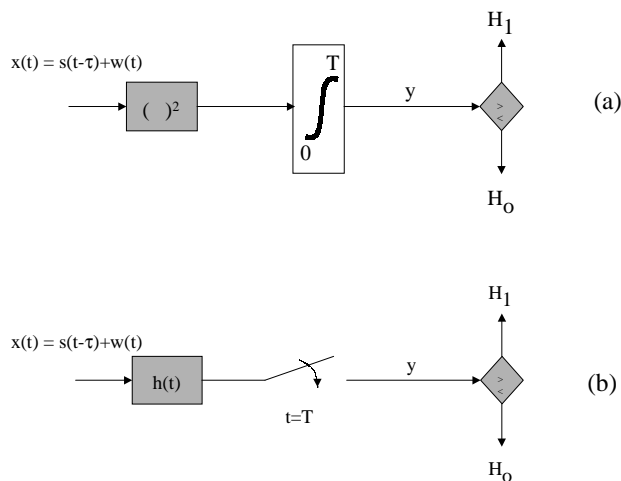 H1
x(t) = s(t-τ)+w(t)
T
( )²
∫
y
>
<
(a)
0
Ho
H1
x(t) = s(t-τ)+w(t)
h(t)
y
>
<
(b)
t=T
Ho